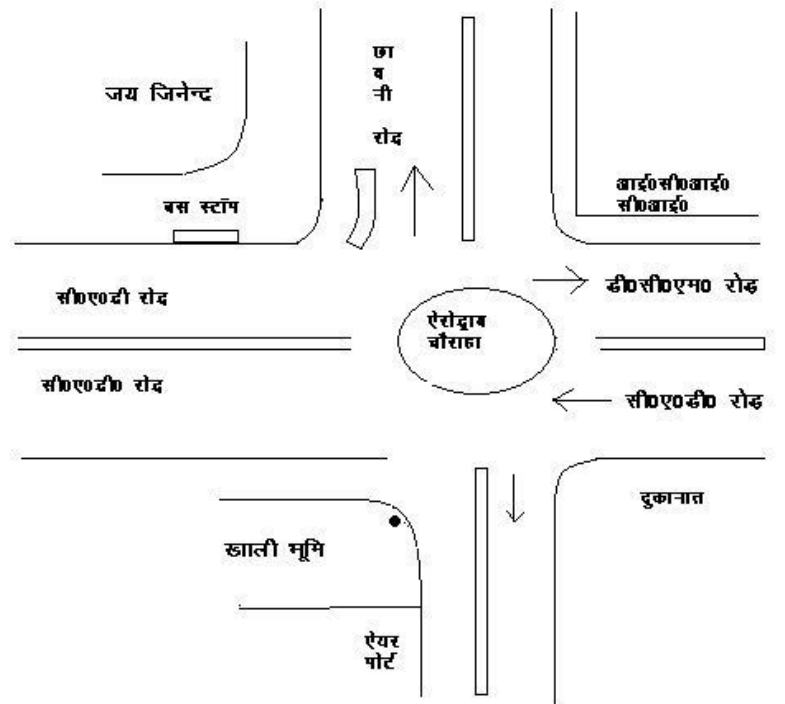 छा
व
नी
रोद
जय जिनेन्द
आई0सी0आई0
सी0आई0
बस स्टॉप
सी0ए0डी रोद
डी0सी0एम0 रोड़
ऐरोद्राब
चौराहा
सी0ए0डी0 रोद
सी0ए0डी0 रोड़
दुकानात
खाली भूमि
ऐयर
पोर्ट